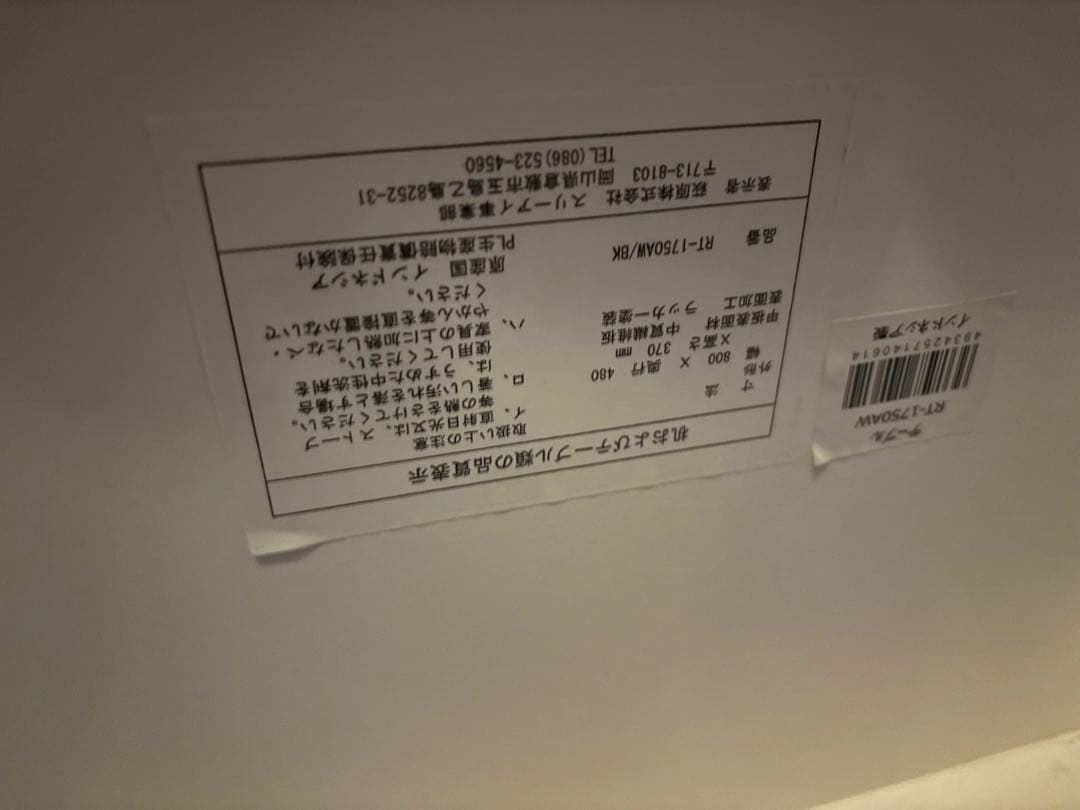 机およびテーブル類の品質表示
寸法
外形
幅 800 X 奥行 480
X高さ 370 mm
甲板表面材 中質繊維板
表面加工 ラッカー塗装
品番 RT-1750AW/BK
取扱い上の注意
イ、直射日光又は、ストーブ
等の熱をさけてください。
ロ、著しい汚れを落とす場合
は、うすめた中性洗剤を
使用してください。
ハ、家具の上に加熱したなべ・
やかん等を直接置かないで
ください。
原産国 インドネシア
PL生産物賠償責任保険付
表示者 萩原株式会社 スリーアイ事業部
〒713-8103 岡山県倉敷市玉島乙島8252-31
TEL (086)523-4560
テーブル
RT-1750AW
4934257140614
インドネシア製